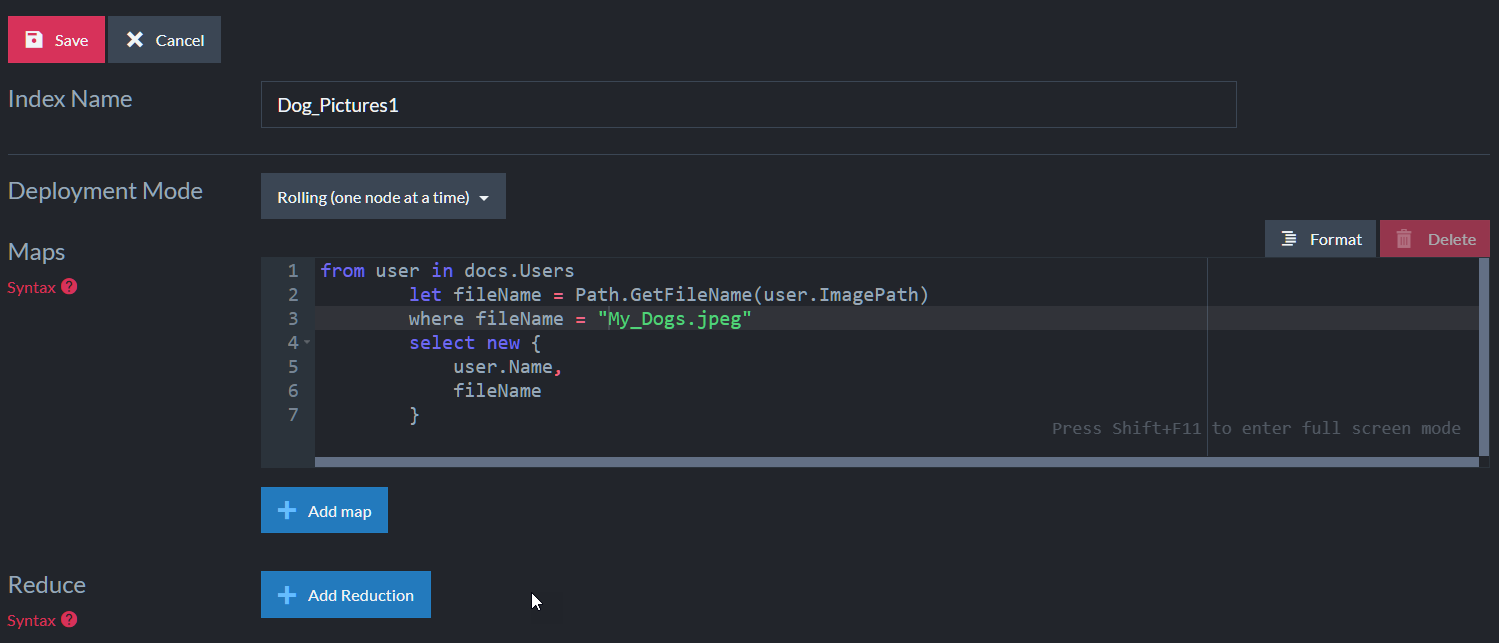 Save Cancel
Index Name Dog_Pictures1
Deployment Mode Rolling (one node at a time)
Format Delete
Maps
Syntax ?
1 from user in docs.Users
2 let fileName = Path.GetFileName(user.ImagePath)
3 where fileName = "My_Dogs.jpeg"
4 select new {
5 user.Name,
6 fileName
7 }
Press Shift+F11 to enter full screen mode
Add map
Reduce Add Reduction
Syntax ?